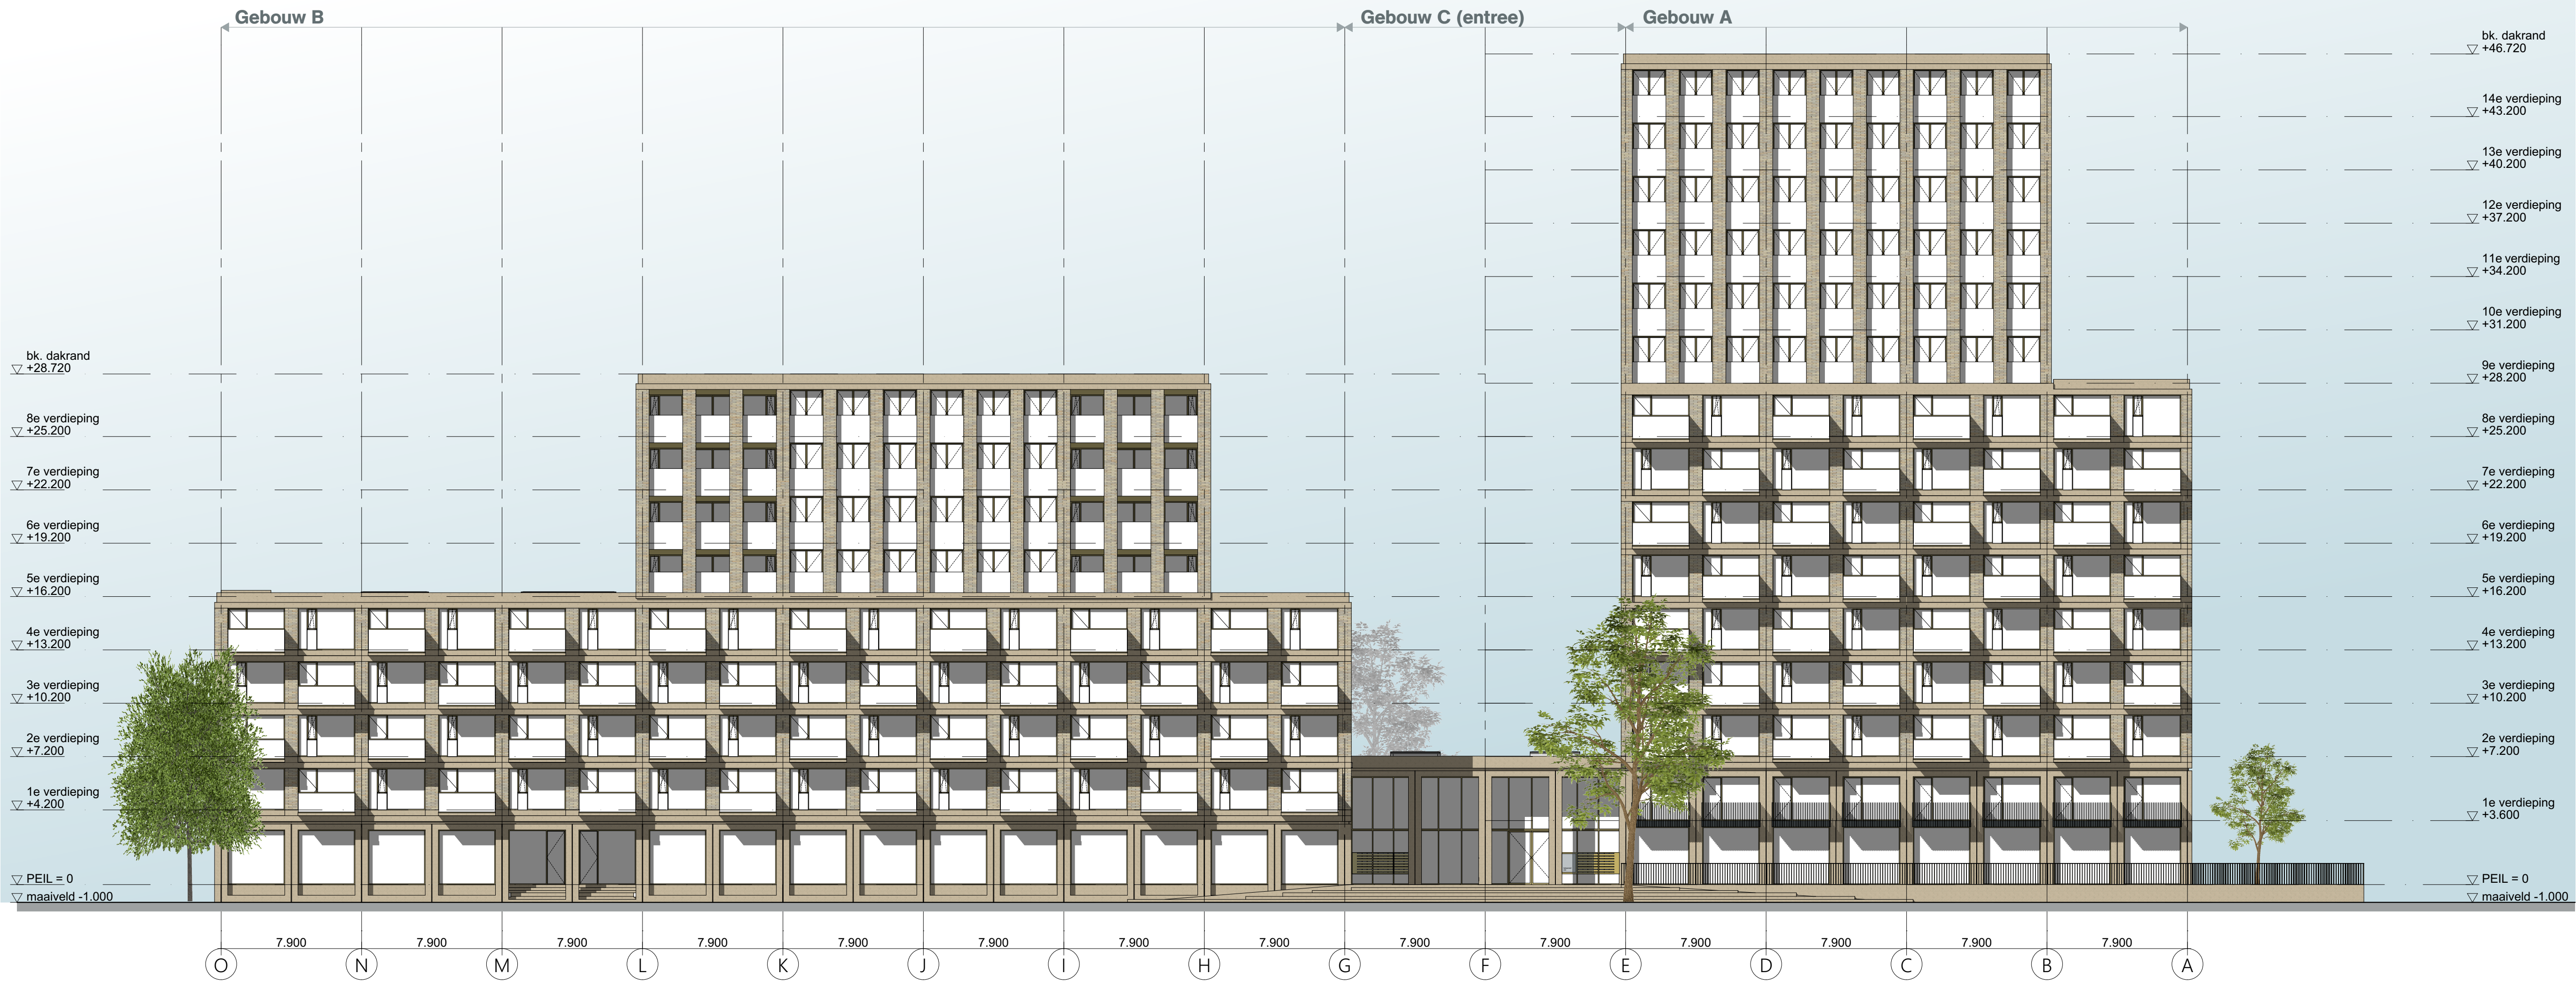 Gebouw B
Gebouw C (entree)
Gebouw A
bk. dakrand
+28.720
8e verdieping
+25.200
7e verdieping
+22.200
6e verdieping
+19.200
5e verdieping
+16.200
4e verdieping
+13.200
3e verdieping
+10.200
2e verdieping
+7.200
1e verdieping
+4.200
PEIL = 0
maaiveld -1.000
bk. dakrand
+46.720
14e verdieping
+43.200
13e verdieping
+40.200
12e verdieping
+37.200
11e verdieping
+34.200
10e verdieping
+31.200
9e verdieping
+28.200
8e verdieping
+25.200
7e verdieping
+22.200
6e verdieping
+19.200
5e verdieping
+16.200
4e verdieping
+13.200
3e verdieping
+10.200
2e verdieping
+7.200
1e verdieping
+3.600
PEIL = 0
maaiveld -1.000
7.900 7.900 7.900 7.900 7.900 7.900 7.900 7.900 7.900 7.900 7.900 7.900 7.900 7.900
O N M L K J I H G F E D C B A